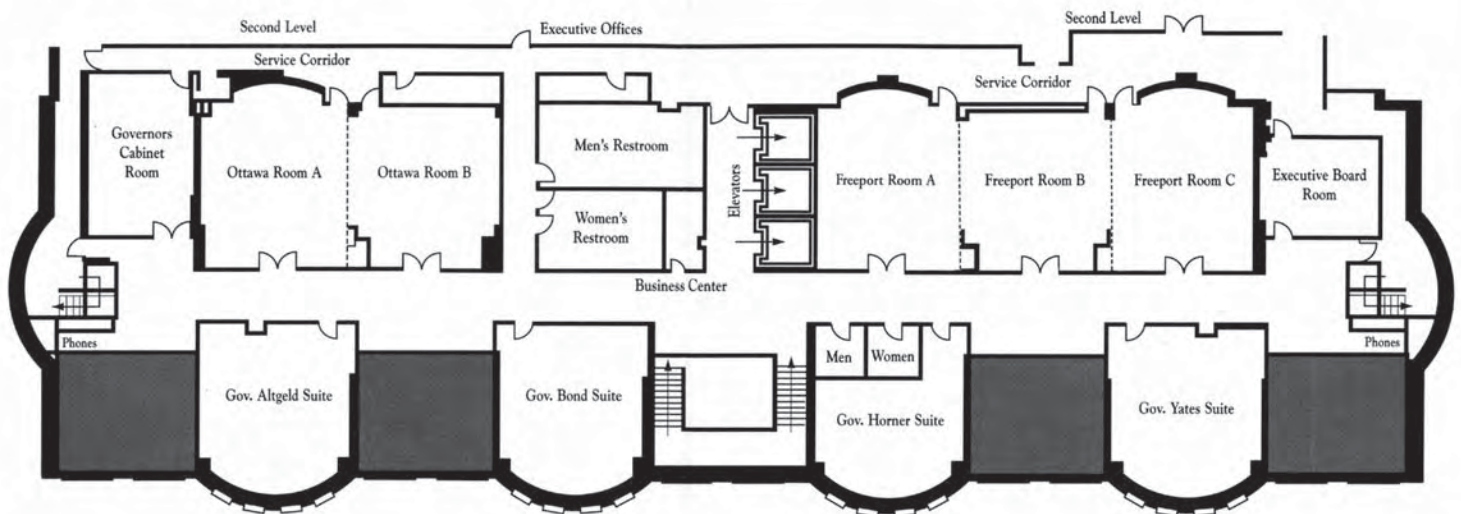 Second Level
Executive Offices
Second Level
Service Corridor
Service Corridor
Governors
Cabinet
Room
Ottawa Room A
Ottawa Room B
Men's Restroom
Women's
Restroom
Elevators
Freeport Room A
Freeport Room B
Freeport Room C
Executive Board
Room
Business Center
Phones
Phones
Men
Women
Gov. Altgeld Suite
Gov. Bond Suite
Gov. Horner Suite
Gov. Yates Suite